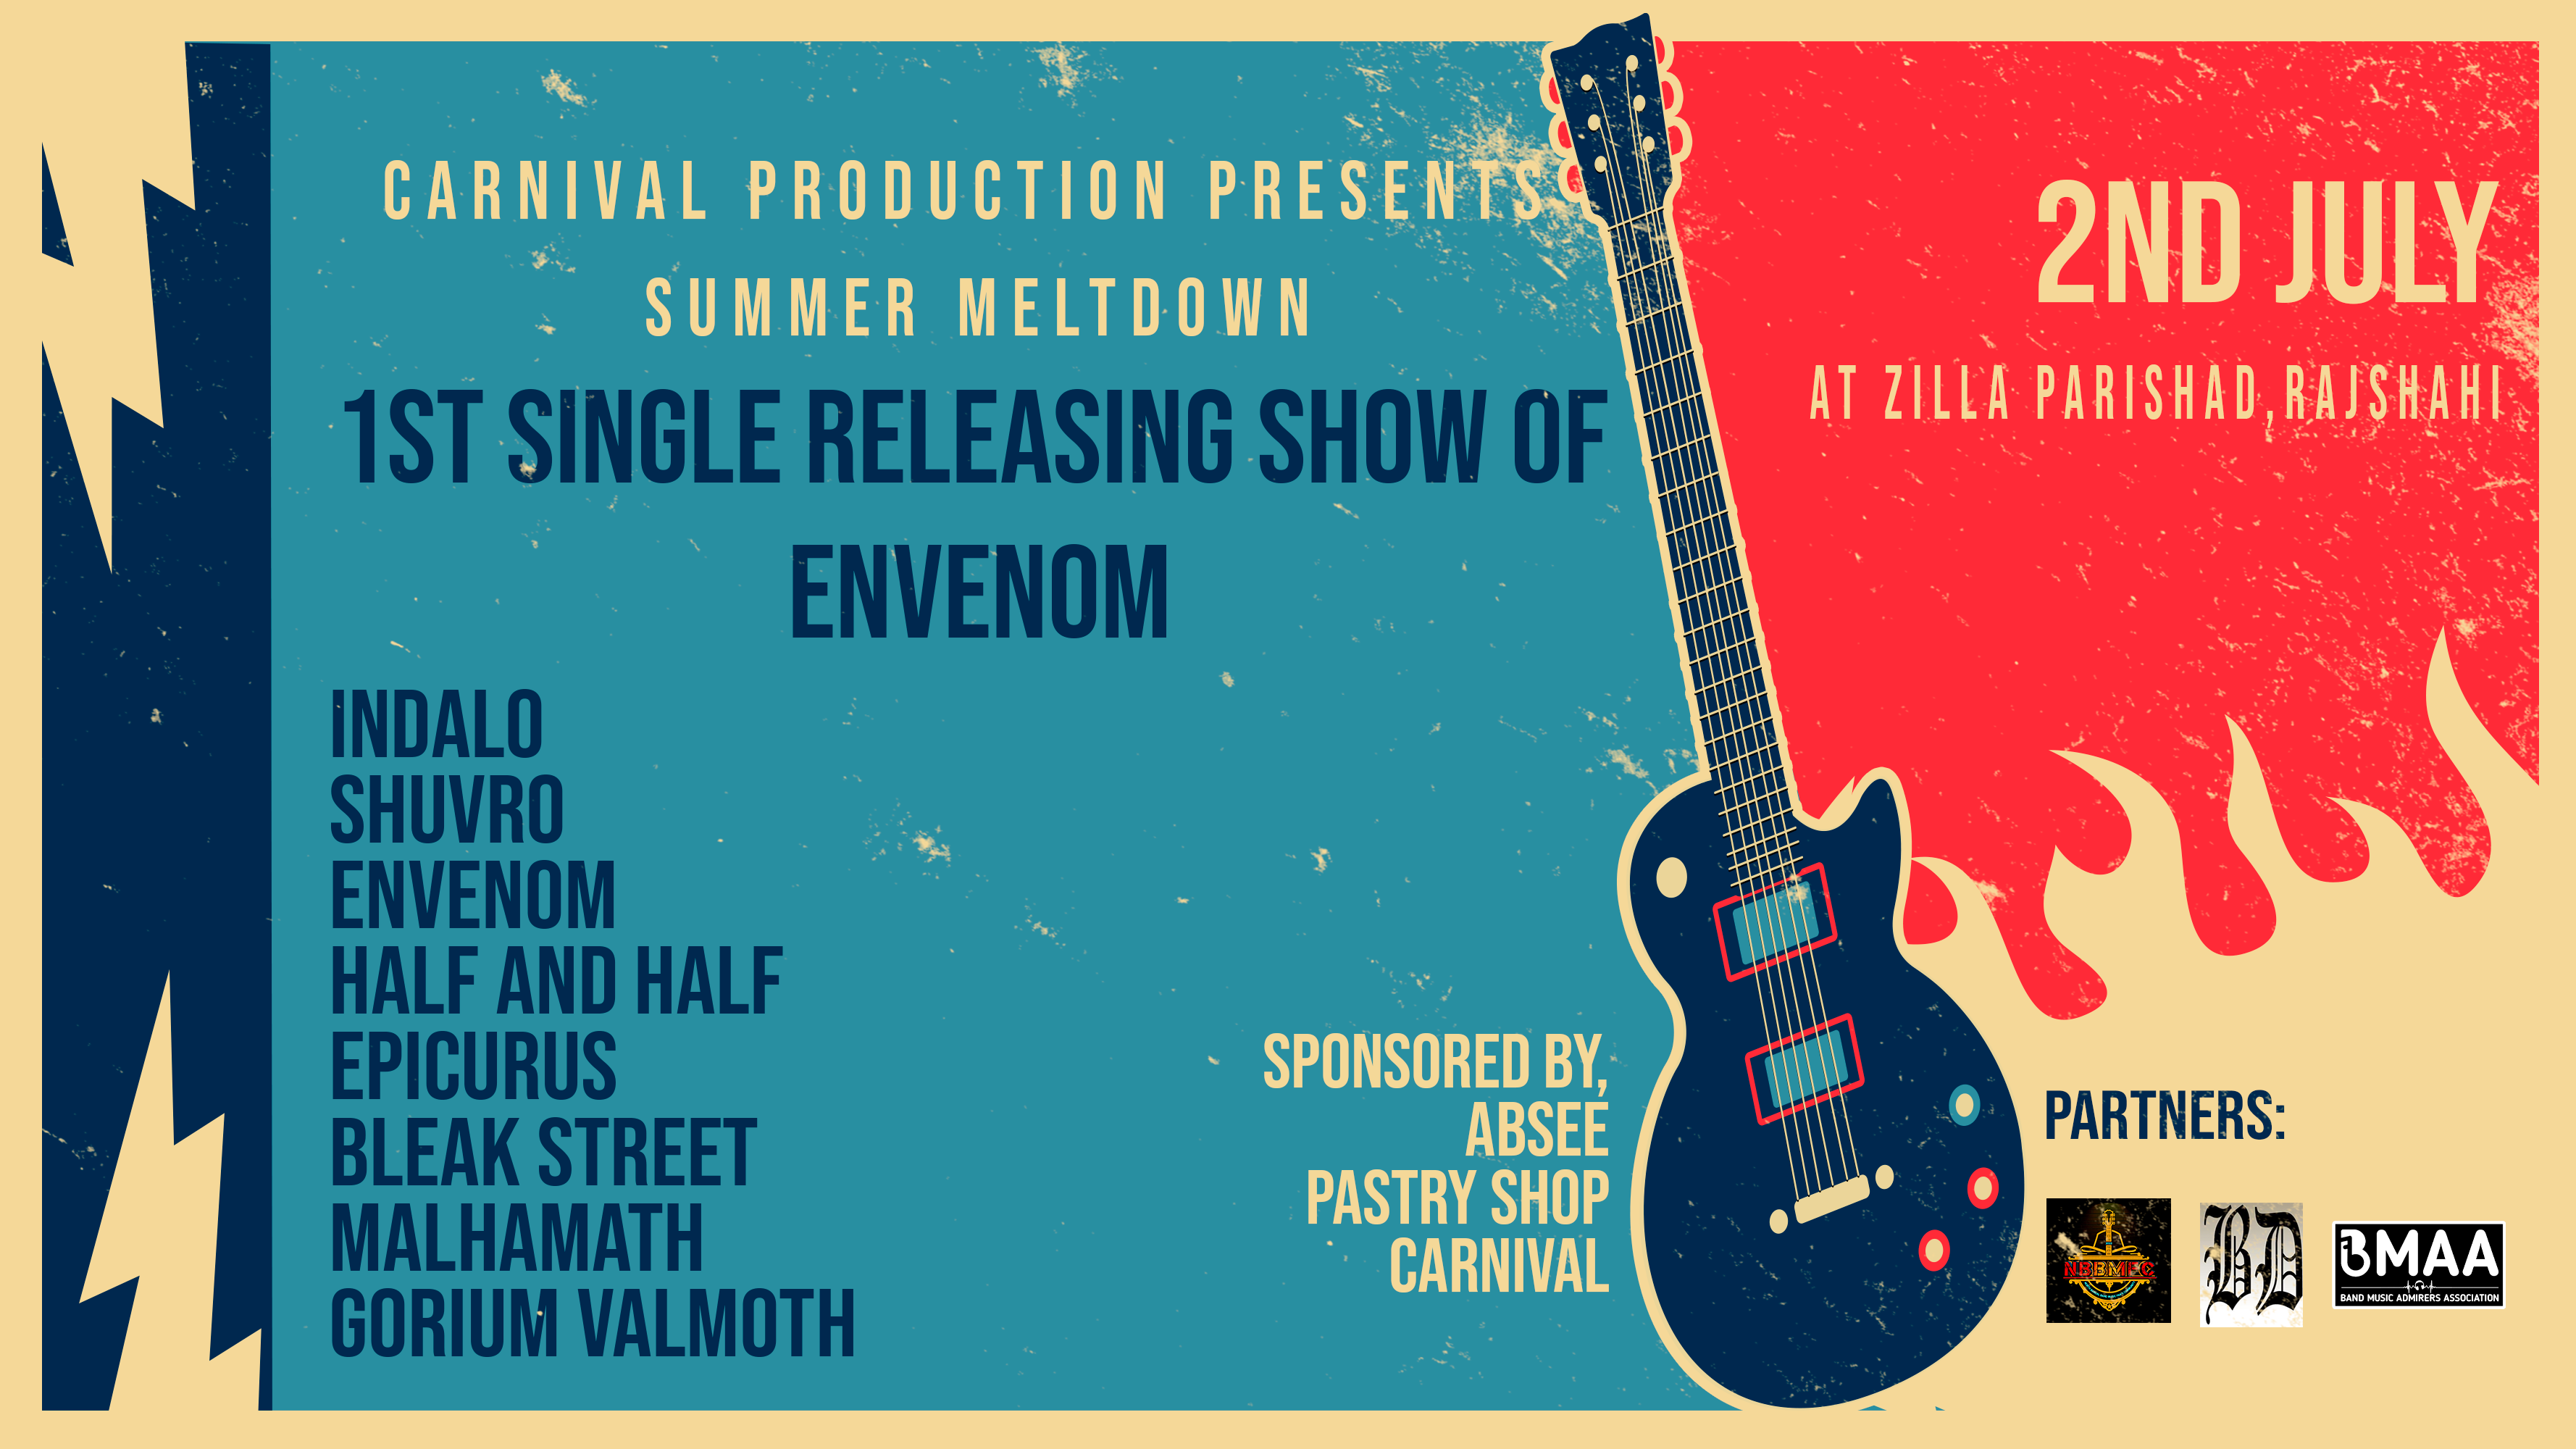 CARNIVAL PRODUCTION PRESENTS
SUMMER MELTDOWN
1ST SINGLE RELEASING SHOW OF
ENVENOM
INDALO
SHUVRO
ENVENOM
HALF AND HALF
EPICURUS
BLEAK STREET
MALHAMATH
GORIUM VALMOTH
SPONSORED BY,
ABSEE
PASTRY SHOP
CARNIVAL
2ND JULY
AT ZILLA PARISHAD,RAJSHAHI
PARTNERS:
NBBMFC
BD
BMAA
BAND MUSIC ADMIRERS ASSOCIATION